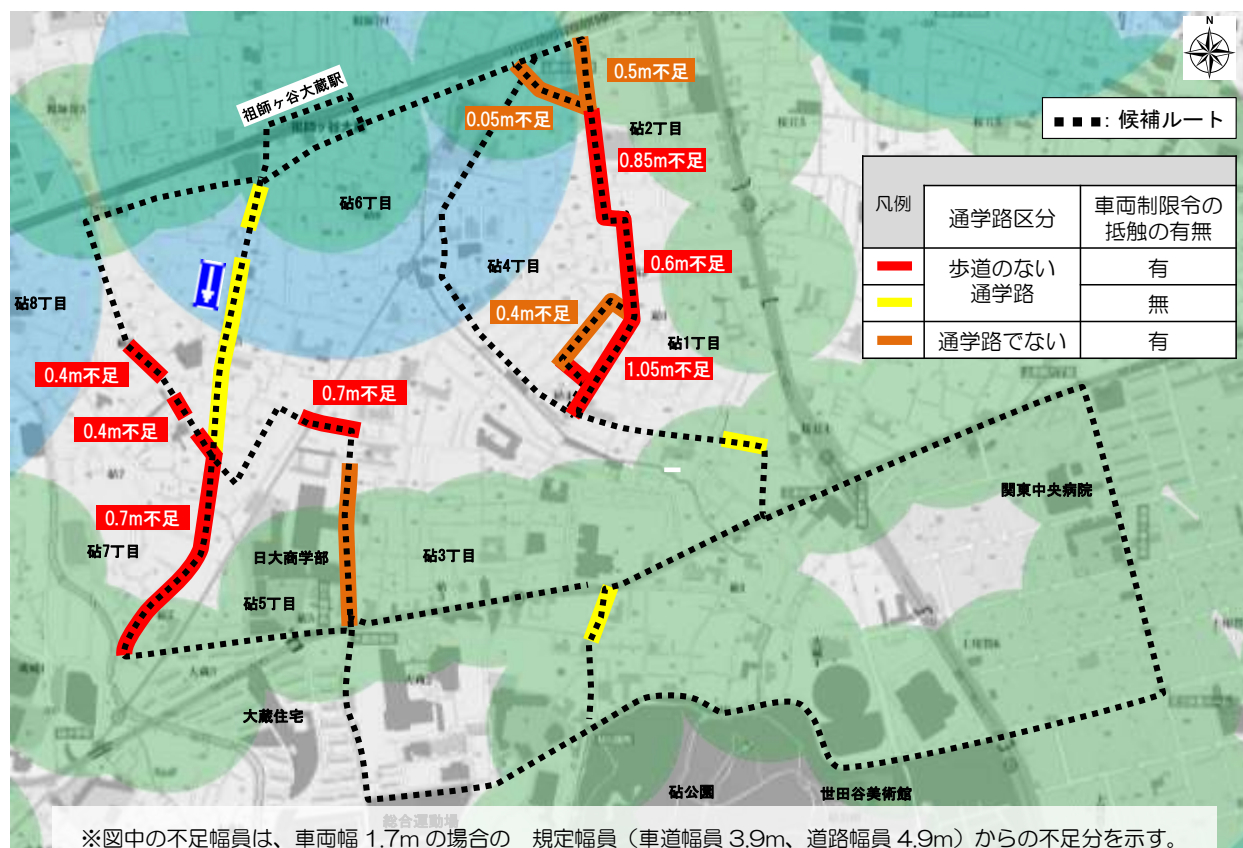 N
祖師ヶ谷大蔵駅
0.5m不足
0.05m不足
■■■: 候補ルート
砧2丁目
0.85m不足
凡例
通学路区分
車両制限令の
抵触の有無
歩道のない
通学路
有
無
通学路でない
有
砧6丁目
砧4丁目
0.6m不足
砧8丁目
0.4m不足
砧1丁目
1.05m不足
0.4m不足
0.7m不足
0.4m不足
関東中央病院
0.7m不足
砧7丁目
日大商学部
砧3丁目
砧5丁目
大蔵住宅
砧公園
世田谷美術館
総合運動場
※図中の不足幅員は、車両幅 1.7m の場合の 規定幅員（車道幅員 3.9m、道路幅員 4.9m）からの不足分を示す。